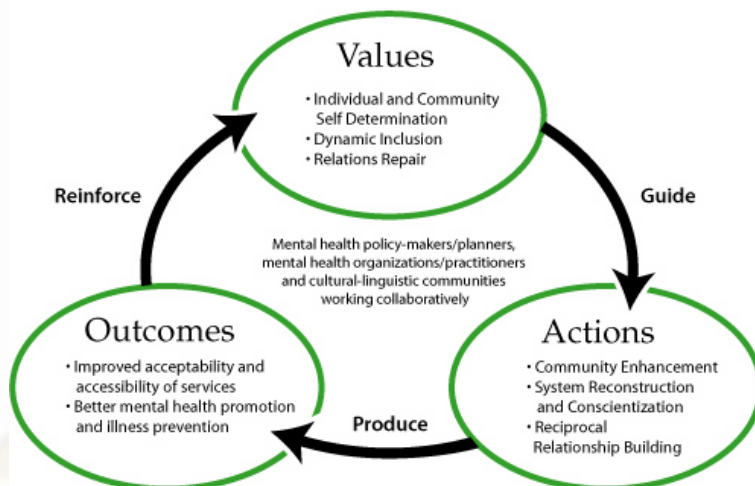 Values
• Individual and Community
Self Determination
• Dynamic Inclusion
• Relations Repair
Reinforce
Guide
Mental health policy-makers/planners,
mental health organizations/practitioners
and cultural-linguistic communities
working collaboratively
Outcomes
• Improved acceptability and
accessibility of services
• Better mental health promotion
and illness prevention
Actions
• Community Enhancement
• System Reconstruction
and Conscientization
• Reciprocal
Relationship Building
Produce